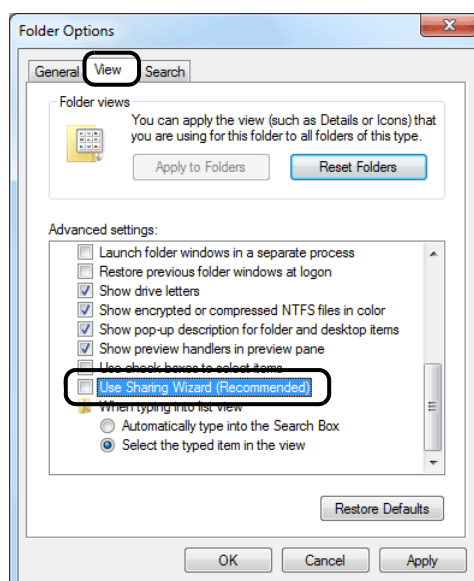 Folder Options
General View Search
Folder views
You can apply the view (such as Details or Icons) that
you are using for this folder to all folders of this type.
Apply to Folders Reset Folders
Advanced settings:
Launch folder windows in a separate process
Restore previous folder windows at logon
Show drive letters
Show encrypted or compressed NTFS files in color
Show pop-up description for folder and desktop items
Show preview handlers in preview pane
Use check boxes to select items
Use Sharing Wizard (Recommended)
When typing into list view
Automatically type into the Search Box
Select the typed item in the view
Restore Defaults
OK Cancel Apply